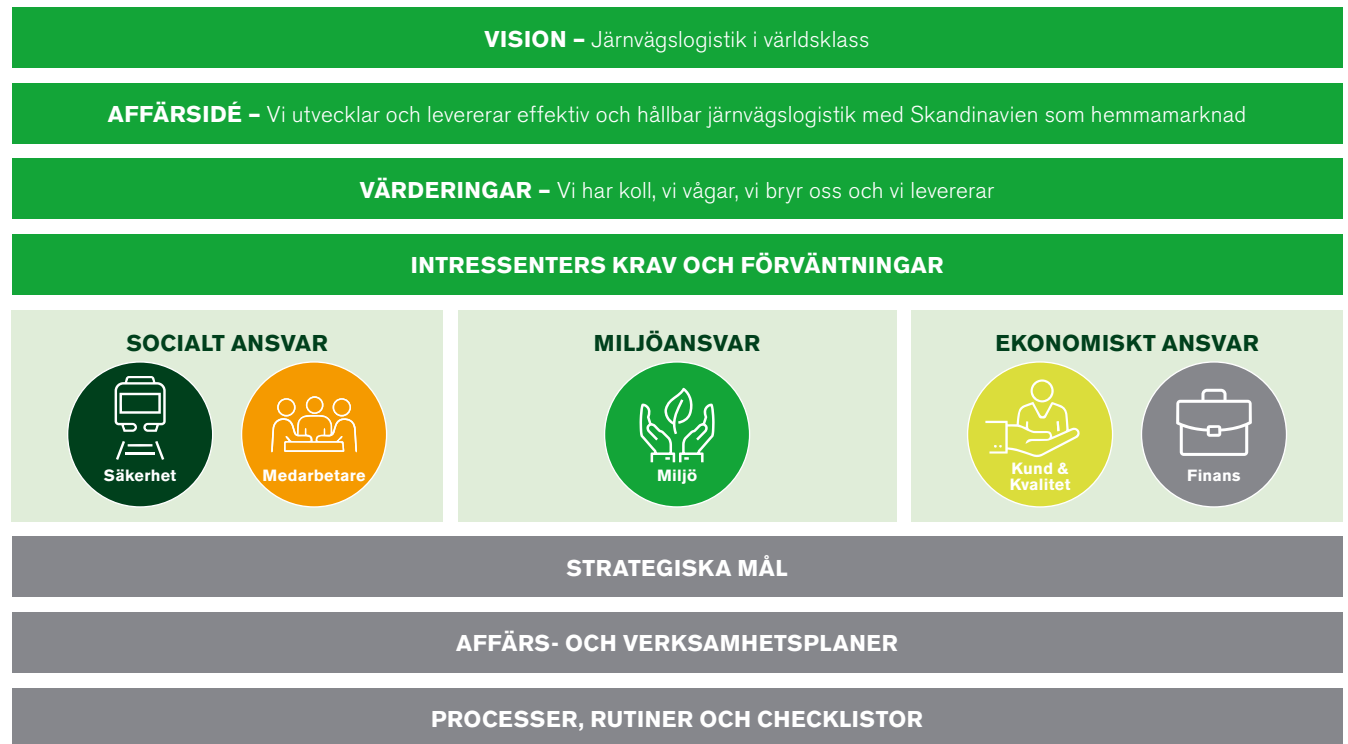 VISION – Järnvägslogistik i världsklass
AFFÄRSIDÉ – Vi utvecklar och levererar effektiv och hållbar järnvägslogistik med Skandinavien som hemmamarknad
VÄRDERINGAR – Vi har koll, vi vågar, vi bryr oss och vi levererar
INTRESSENTERS KRAV OCH FÖRVÄNTNINGAR
SOCIALT ANSVAR
Säkerhet
Medarbetare
MILJÖANSVAR
Miljö
EKONOMISKT ANSVAR
Kund &
Kvalitet
Finans
STRATEGISKA MÅL
AFFÄRS- OCH VERKSAMHETSPLANER
PROCESSER, RUTINER OCH CHECKLISTOR